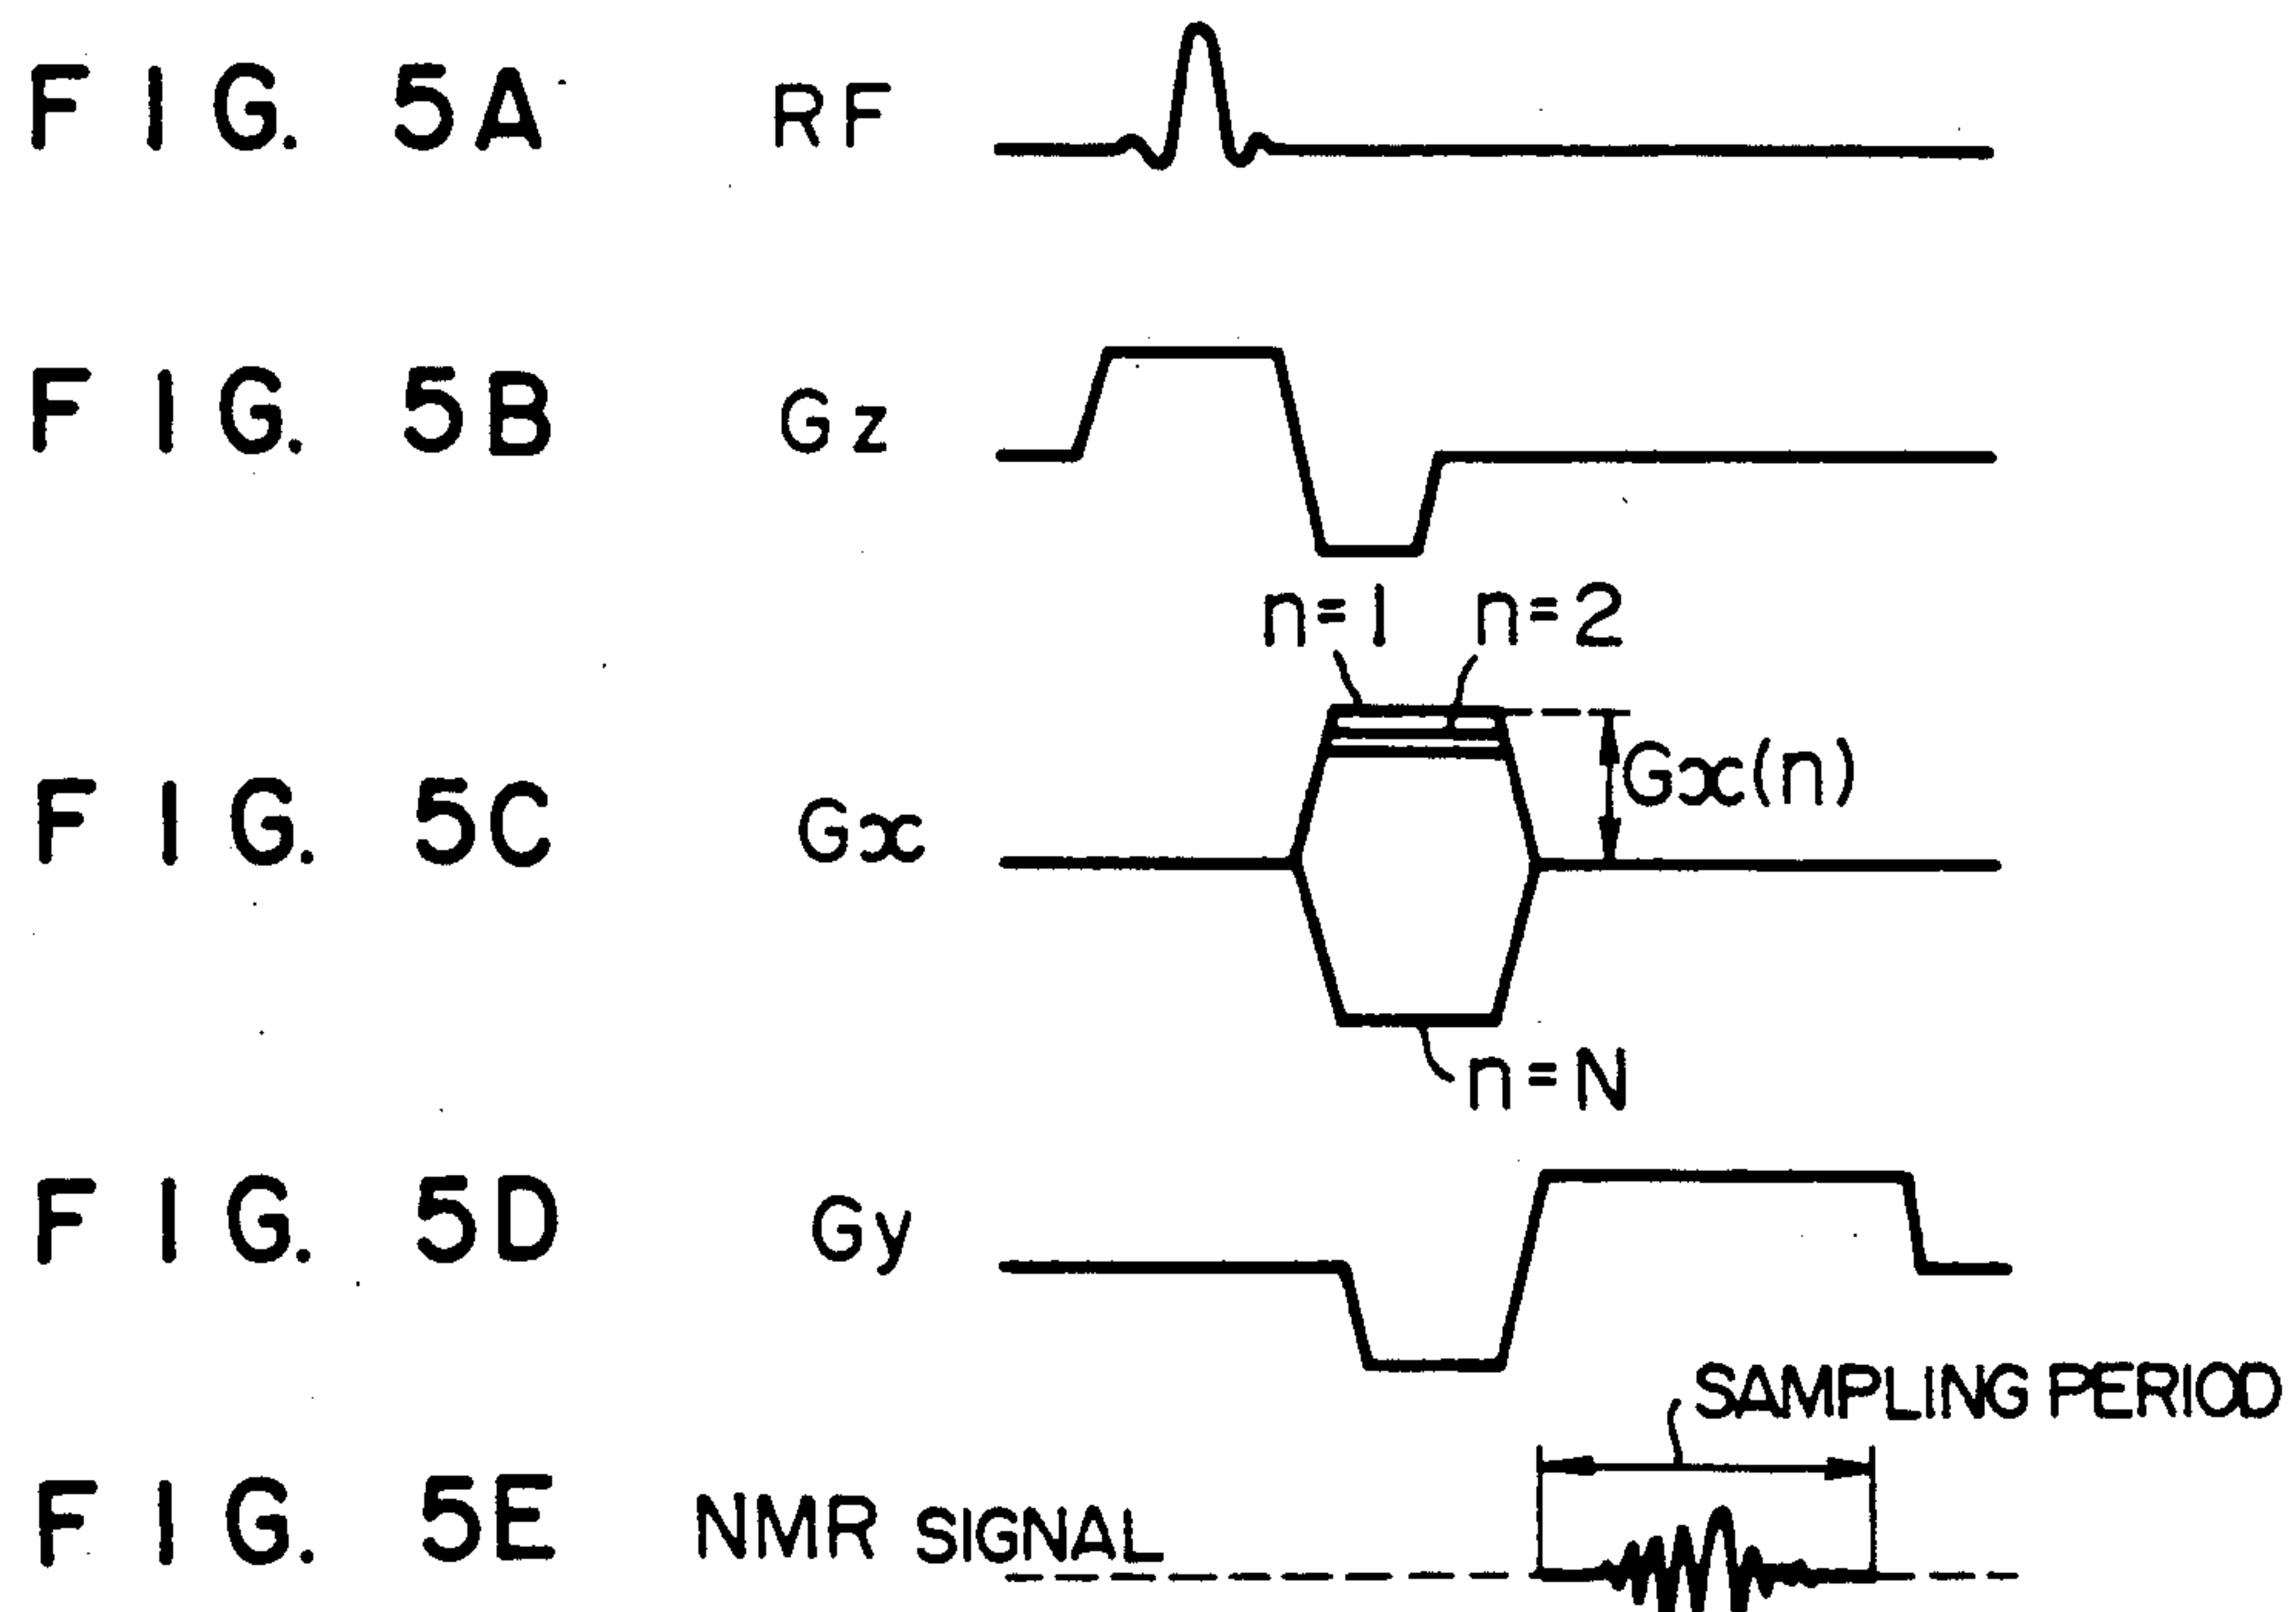 FIG. 5A RF
FIG. 5B Gz
n=1 n=2
FIG. 5C Gx Gx(n)
n=N
FIG. 5D Gy
SAMPLING PERIOD
FIG. 5E NMR SIGNAL